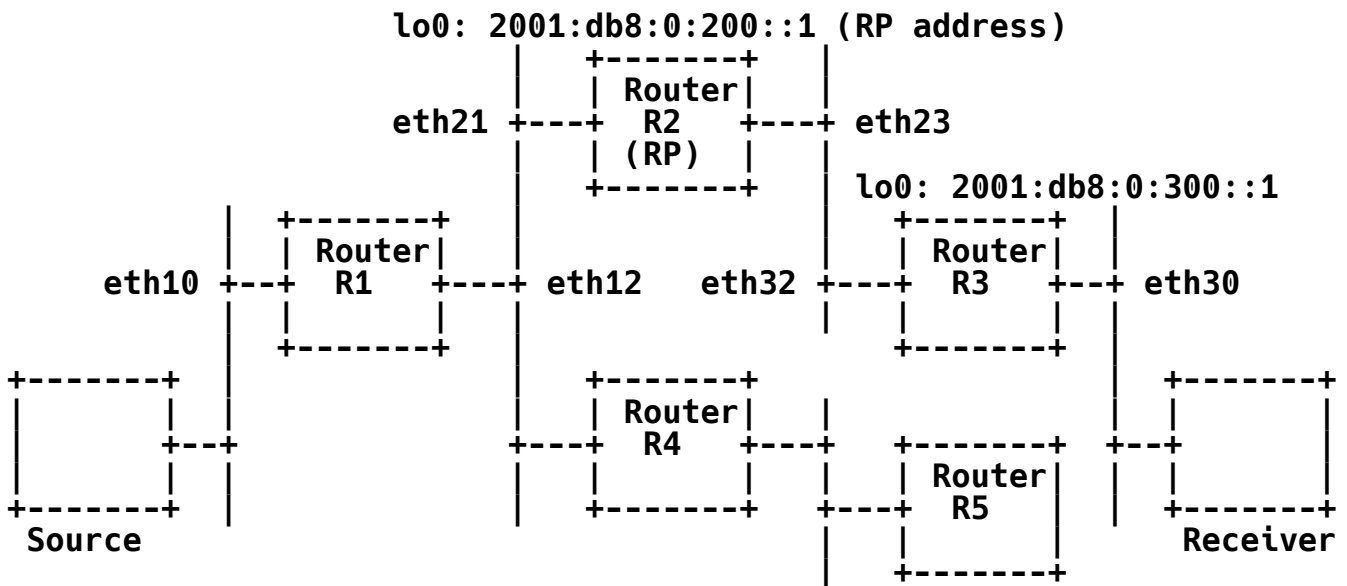 lo0: 2001:db8:0:200::1 (RP address)
Router
eth21 R2 eth23
(RP)
lo0: 2001:db8:0:300::1
Router Router
eth10 R1 eth12 eth32 R3 eth30
Router
R4
Router
R5
Source Receiver